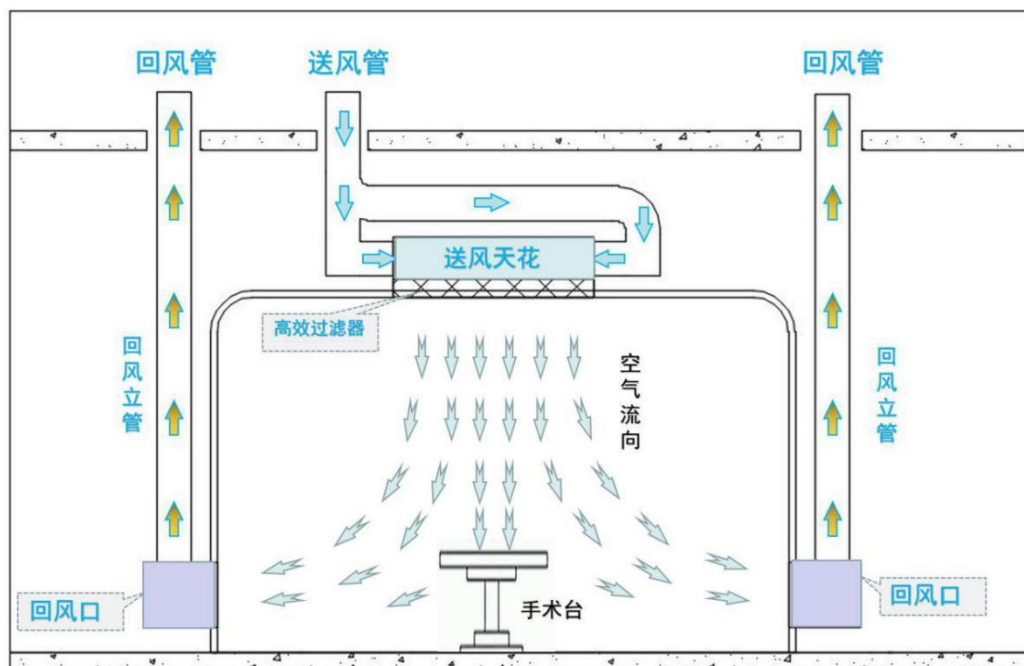 回风管
送风管
回风管
送风天花
高效过滤器
空气流向
回风立管
回风立管
回风口
手术台
回风口